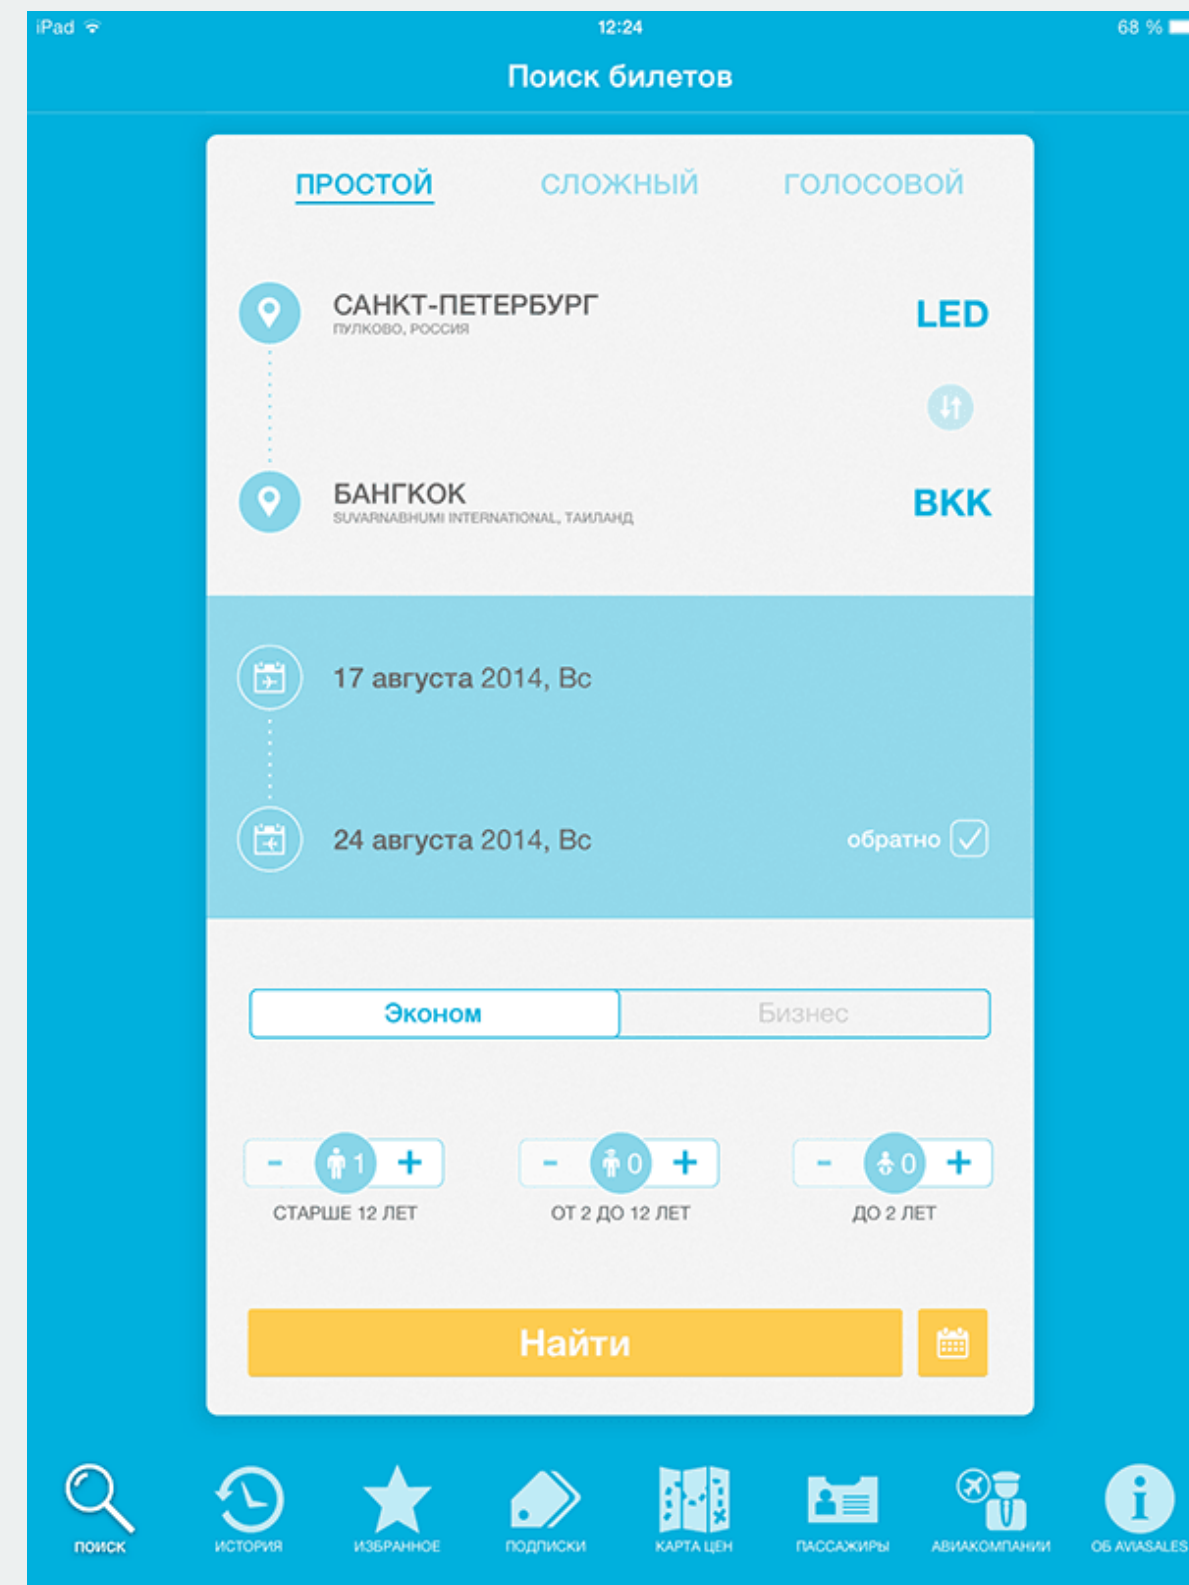 iPad 12:24 68 %
Поиск билетов
ПРОСТОЙ СЛОЖНЫЙ ГОЛОСОВОЙ
САНКТ-ПЕТЕРБУРГ LED
ПУЛКОВО, РОССИЯ
БАНГКОК BKK
SUVARNABHUMI INTERNATIONAL, ТАИЛАНД
17 августа 2014, Вс
24 августа 2014, Вс обратно
Эконом Бизнес
- 1 + - 0 + - 0 +
СТАРШЕ 12 ЛЕТ ОТ 2 ДО 12 ЛЕТ ДО 2 ЛЕТ
Найти
ПОИСК ИСТОРИЯ ИЗБРАННОЕ ПОДПИСКИ КАРТА ЦЕН ПАССАЖИРЫ АВИАКОМПАНИИ ОБ AVIASALES